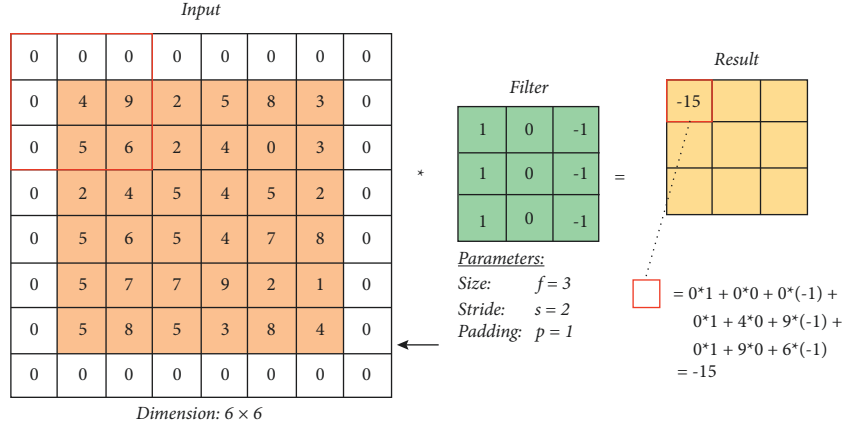 Input
0 0 0 0 0 0 0 0
0 4 9 2 5 8 3 0
0 5 6 2 4 0 3 0
0 2 4 5 4 5 2 0
0 5 6 5 4 7 8 0
0 5 7 7 9 2 1 0
0 5 8 5 3 8 4 0
0 0 0 0 0 0 0 0
Dimension: 6 × 6
*
Filter
1 0 -1
1 0 -1
1 0 -1
Parameters:
Size: f = 3
Stride: s = 2
Padding: p = 1
=
Result
-15
= 0*1 + 0*0 + 0*(-1) +
0*1 + 4*0 + 9*(-1) +
0*1 + 9*0 + 6*(-1)
= -15